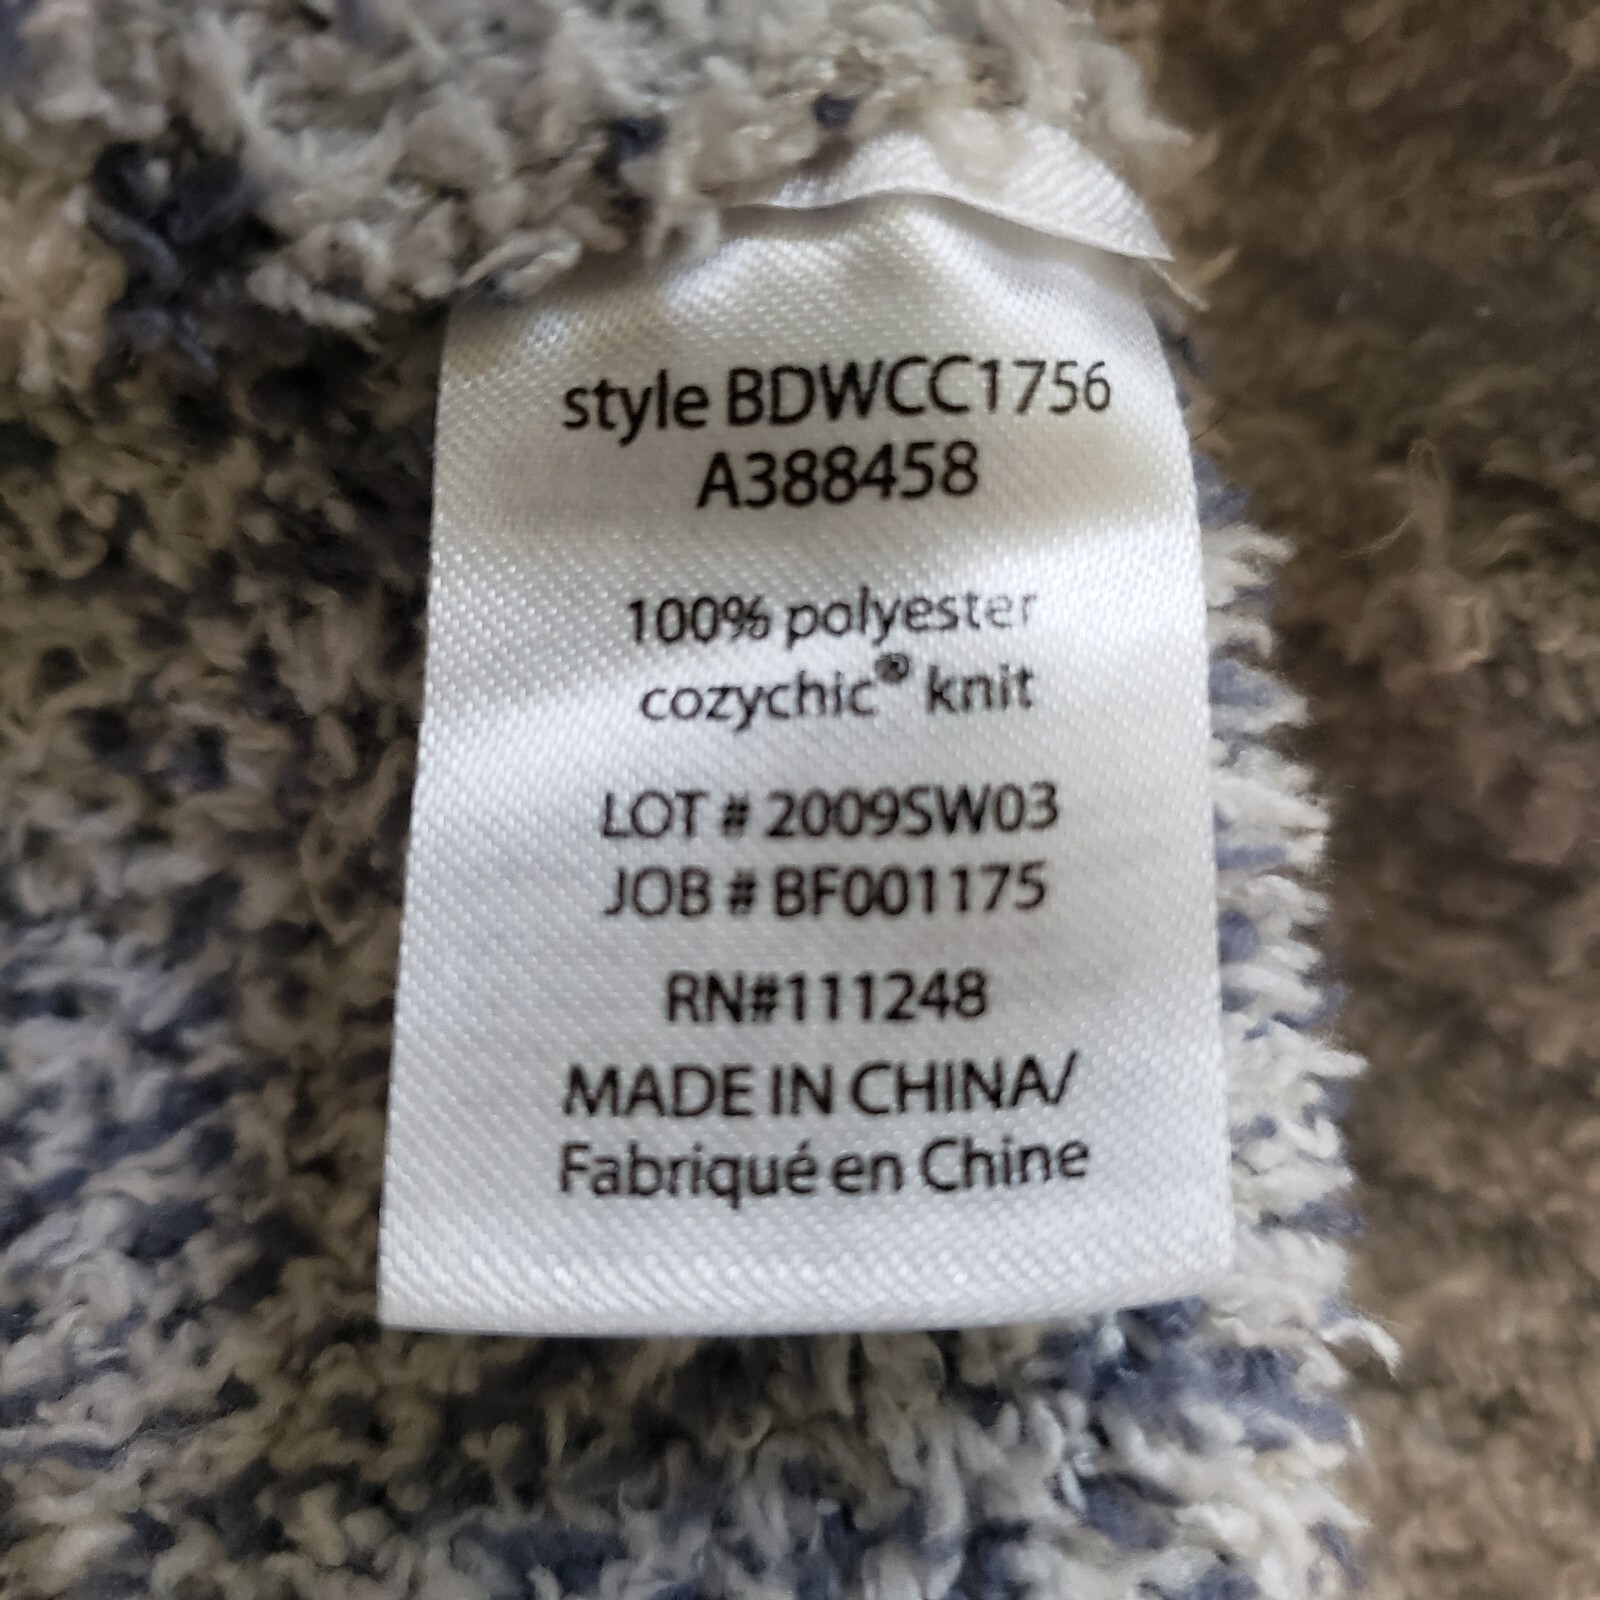 style BDWCC1756
A388458
100% polyester
cozychic® knit
LOT # 2009SW03
JOB # BF001175
RN#111248
MADE IN CHINA/
Fabriqué en Chine